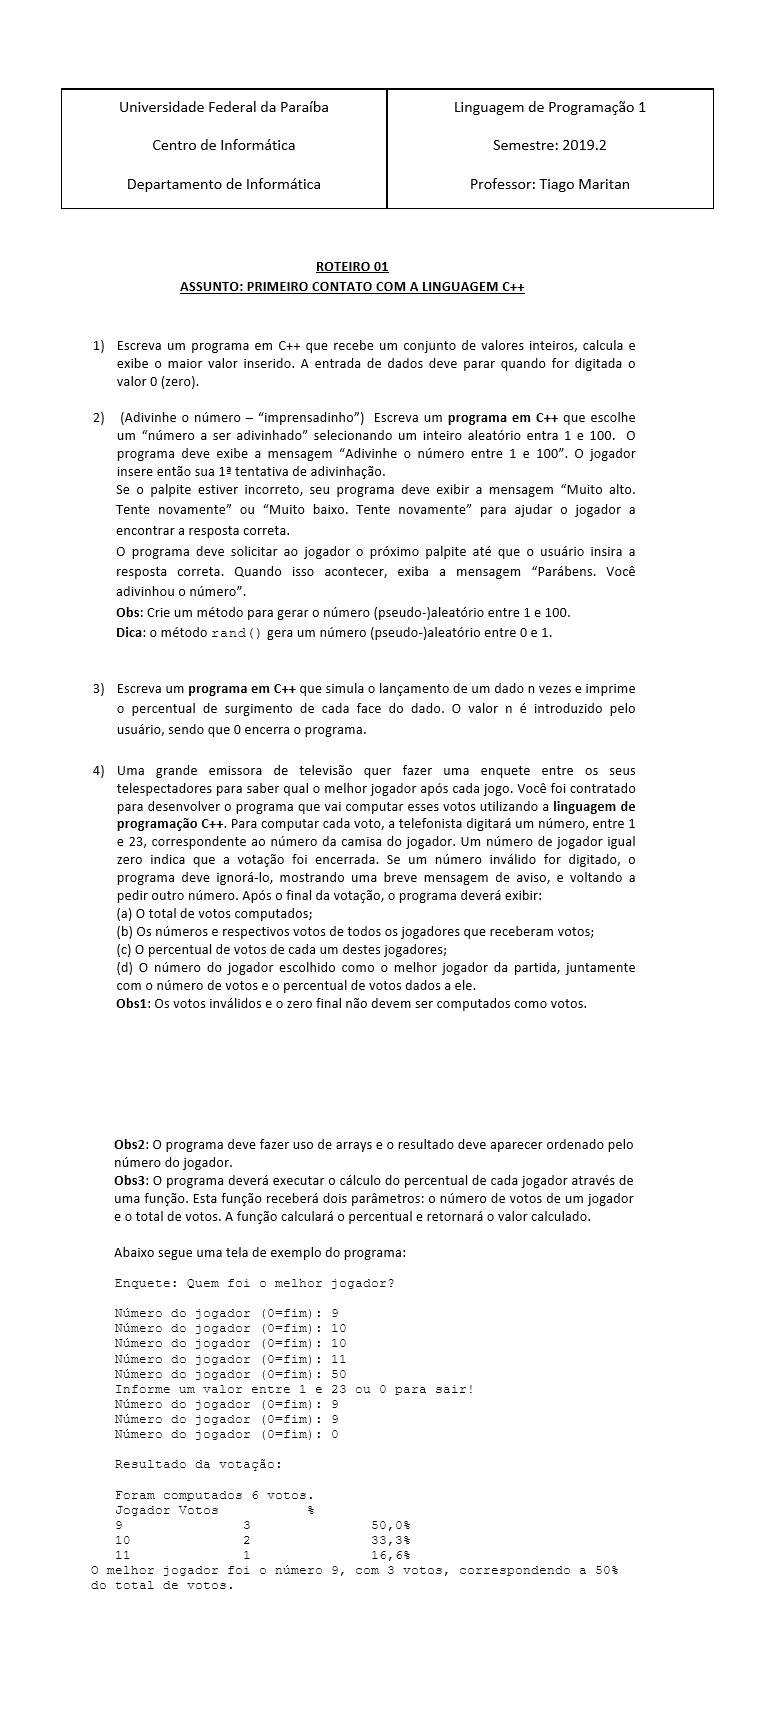 Universidade Federal da Paraíba
Centro de Informática
Departamento de Informática
Linguagem de Programação 1
Semestre: 2019.2
Professor: Tiago Maritan
ROTEIRO 01
ASSUNTO: PRIMEIRO CONTATO COM A LINGUAGEM C++
1) Escreva um programa em C++ que recebe um conjunto de valores inteiros, calcula e
exibe o maior valor inserido. A entrada de dados deve parar quando for digitada o
valor 0 (zero).
2) (Adivinhe o número – “imprensadinho”) Escreva um programa em C++ que escolhe
um “número a ser adivinhado” selecionando um inteiro aleatório entra 1 e 100. O
programa deve exibe a mensagem “Adivinhe o número entre 1 e 100”. O jogador
insere então sua 1ª tentativa de adivinhação.
Se o palpite estiver incorreto, seu programa deve exibir a mensagem “Muito alto.
Tente novamente” ou “Muito baixo. Tente novamente” para ajudar o jogador a
encontrar a resposta correta.
O programa deve solicitar ao jogador o próximo palpite até que o usuário insira a
resposta correta. Quando isso acontecer, exiba a mensagem “Parábens. Você
adivinhou o número”.
Obs: Crie um método para gerar o número (pseudo-)aleatório entre 1 e 100.
Dica: o método rand() gera um número (pseudo-)aleatório entre 0 e 1.
3) Escreva um programa em C++ que simula o lançamento de um dado n vezes e imprime
o percentual de surgimento de cada face do dado. O valor n é introduzido pelo
usuário, sendo que 0 encerra o programa.
4) Uma grande emissora de televisão quer fazer uma enquete entre os seus
telespectadores para saber qual o melhor jogador após cada jogo. Você foi contratado
para desenvolver o programa que vai computar esses votos utilizando a linguagem de
programação C++. Para computar cada voto, a telefonista digitará um número, entre 1
e 23, correspondente ao número da camisa do jogador. Um número de jogador igual
zero indica que a votação foi encerrada. Se um número inválido for digitado, o
programa deve ignorá-lo, mostrando uma breve mensagem de aviso, e voltando a
pedir outro número. Após o final da votação, o programa deverá exibir:
(a) O total de votos computados;
(b) Os números e respectivos votos de todos os jogadores que receberam votos;
(c) O percentual de votos de cada um destes jogadores;
(d) O número do jogador escolhido como o melhor jogador da partida, juntamente
com o número de votos e o percentual de votos dados a ele.
Obs1: Os votos inválidos e o zero final não devem ser computados como votos.
Obs2: O programa deve fazer uso de arrays e o resultado deve aparecer ordenado pelo
número do jogador.
Obs3: O programa deverá executar o cálculo do percentual de cada jogador através de
uma função. Esta função receberá dois parâmetros: o número de votos de um jogador
e o total de votos. A função calculará o percentual e retornará o valor calculado.
Abaixo segue uma tela de exemplo do programa:
Enquete: Quem foi o melhor jogador?
Número do jogador (0=fim): 9
Número do jogador (0=fim): 10
Número do jogador (0=fim): 10
Número do jogador (0=fim): 11
Número do jogador (0=fim): 50
Informe um valor entre 1 e 23 ou 0 para sair!
Número do jogador (0=fim): 9
Número do jogador (0=fim): 9
Número do jogador (0=fim): 0
Resultado da votação:
Foram computados 6 votos.
Jogador Votos %
9 3 50,0%
10 2 33,3%
11 1 16,6%
O melhor jogador foi o número 9, com 3 votos, correspondendo a 50%
do total de votos.